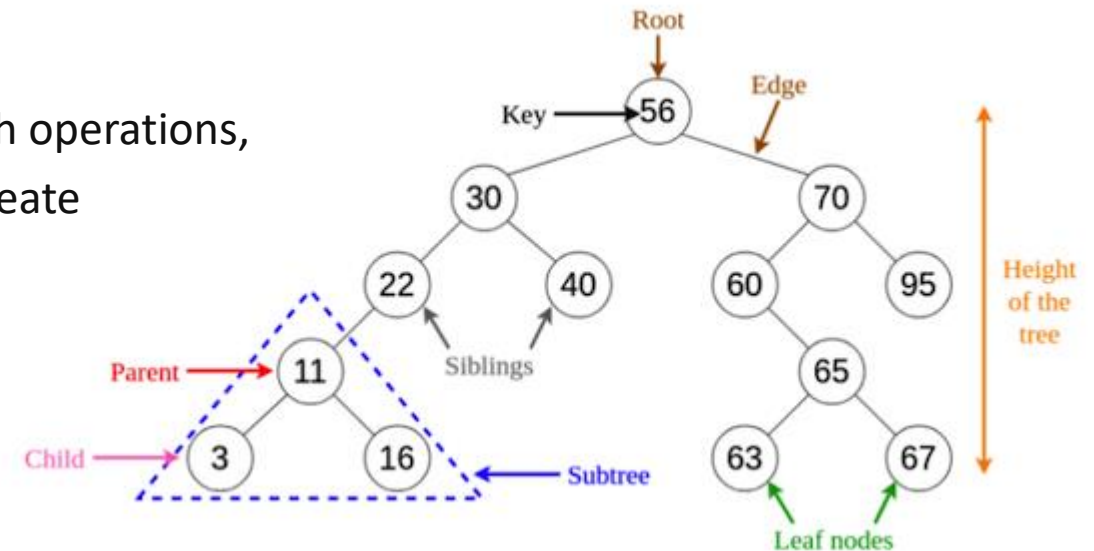 Root
Edge
Key
56
h operations,
eate
30
70
22
40
60
95
Height
of the
tree
Siblings
Parent
11
65
Child
3
16
Subtree
63
67
Leaf nodes